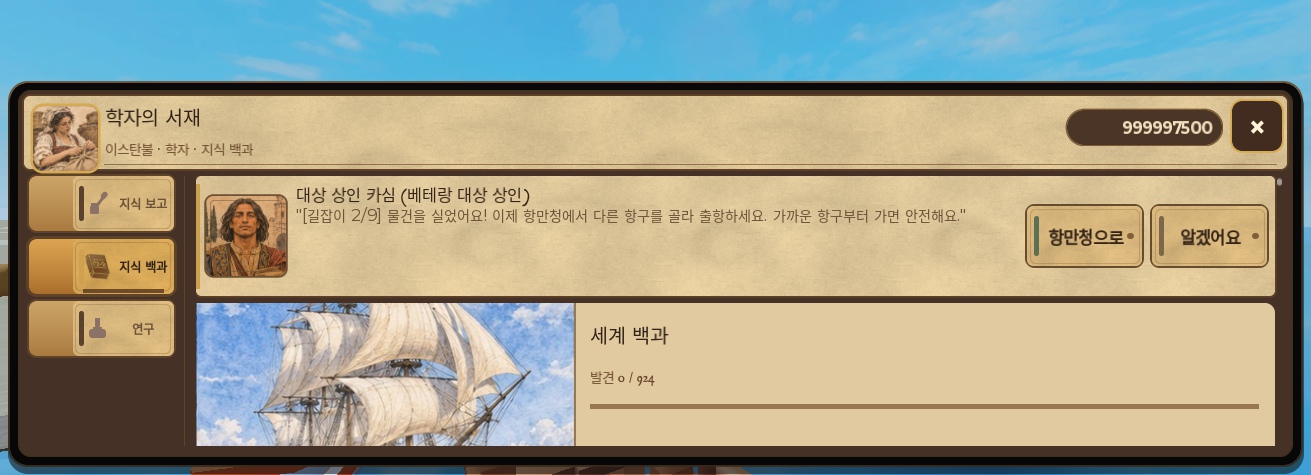 학자의 서재
이스탄불 · 학자 · 지식 백과
999997500
×
지식 보고
지식 백과
연구
대상 상인 카심 (베테랑 대상 상인)
"[길잡이 2/9] 물건을 실었어요! 이제 항만청에서 다른 항구를 골라 출항하세요. 가까운 항구부터 가면 안전해요."
항만청으로
알겠어요
세계 백과
발견 0 / 924